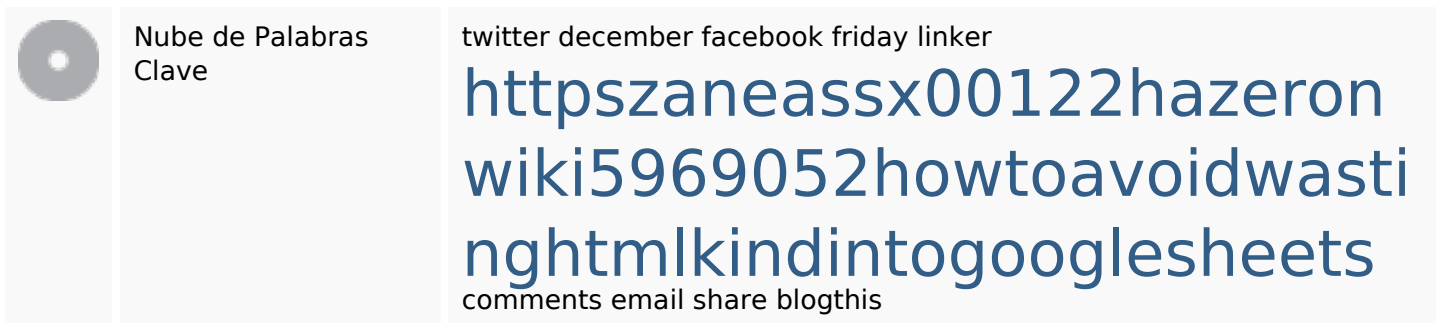 Nube de Palabras
Clave
twitter december facebook friday linker
httpszaneassx00122hazeron
wiki5969052howtoavoidwasti
nghtmlkindintogooglesheets
comments email share blogthis